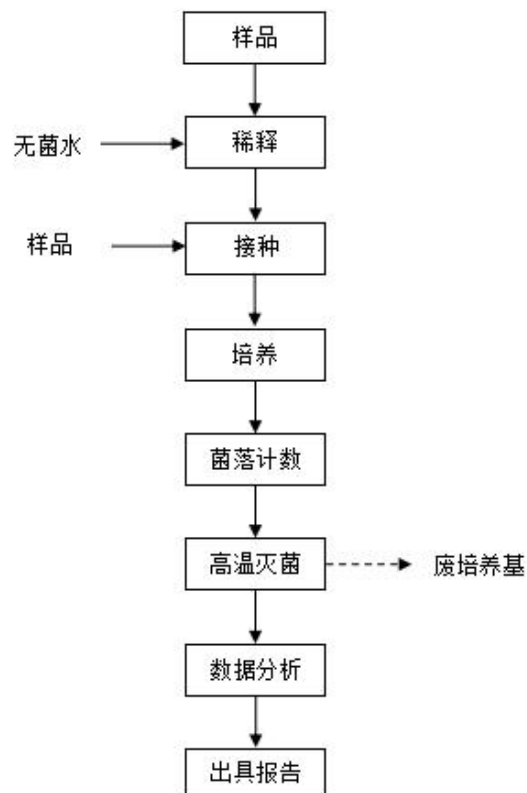 样品
无菌水
稀释
样品
接种
培养
菌落计数
高温灭菌
废培养基
数据分析
出具报告